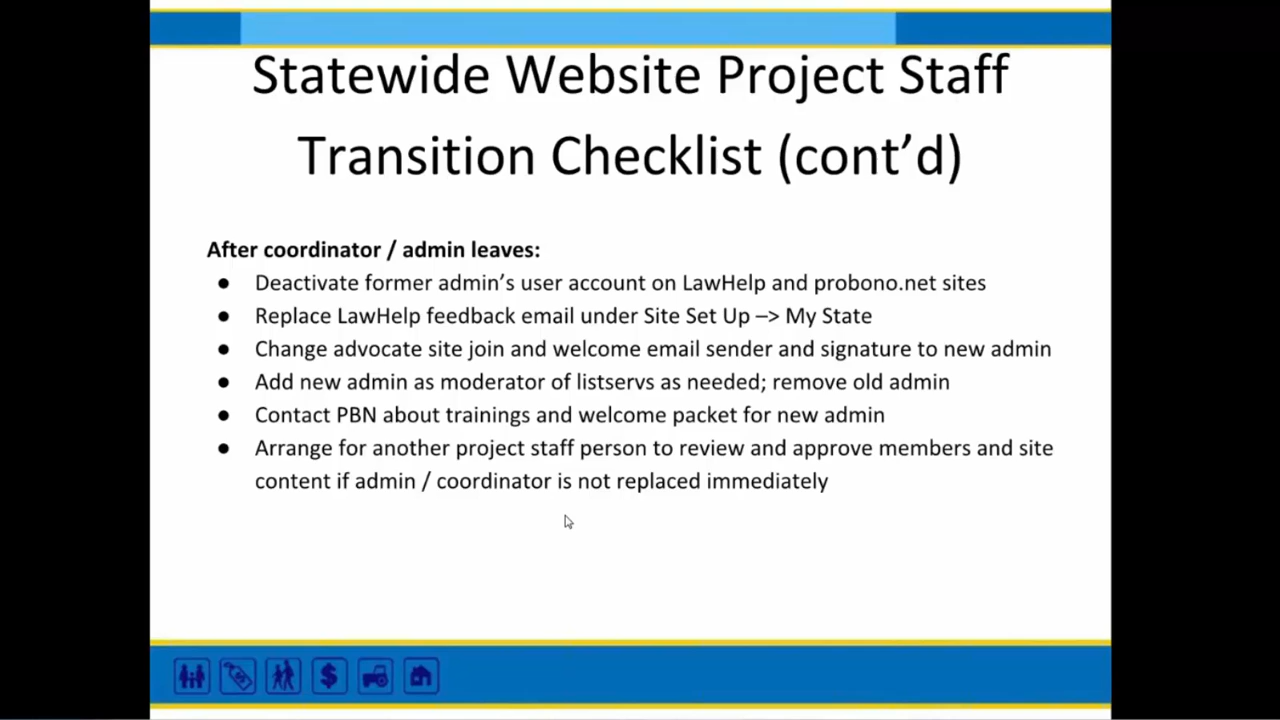 Statewide Website Project Staff
Transition Checklist (cont’d)
After coordinator / admin leaves:
● Deactivate former admin’s user account on LawHelp and probono.net sites
● Replace LawHelp feedback email under Site Set Up –> My State
● Change advocate site join and welcome email sender and signature to new admin
● Add new admin as moderator of listservs as needed; remove old admin
● Contact PBN about trainings and welcome packet for new admin
● Arrange for another project staff person to review and approve members and site
content if admin / coordinator is not replaced immediately
$